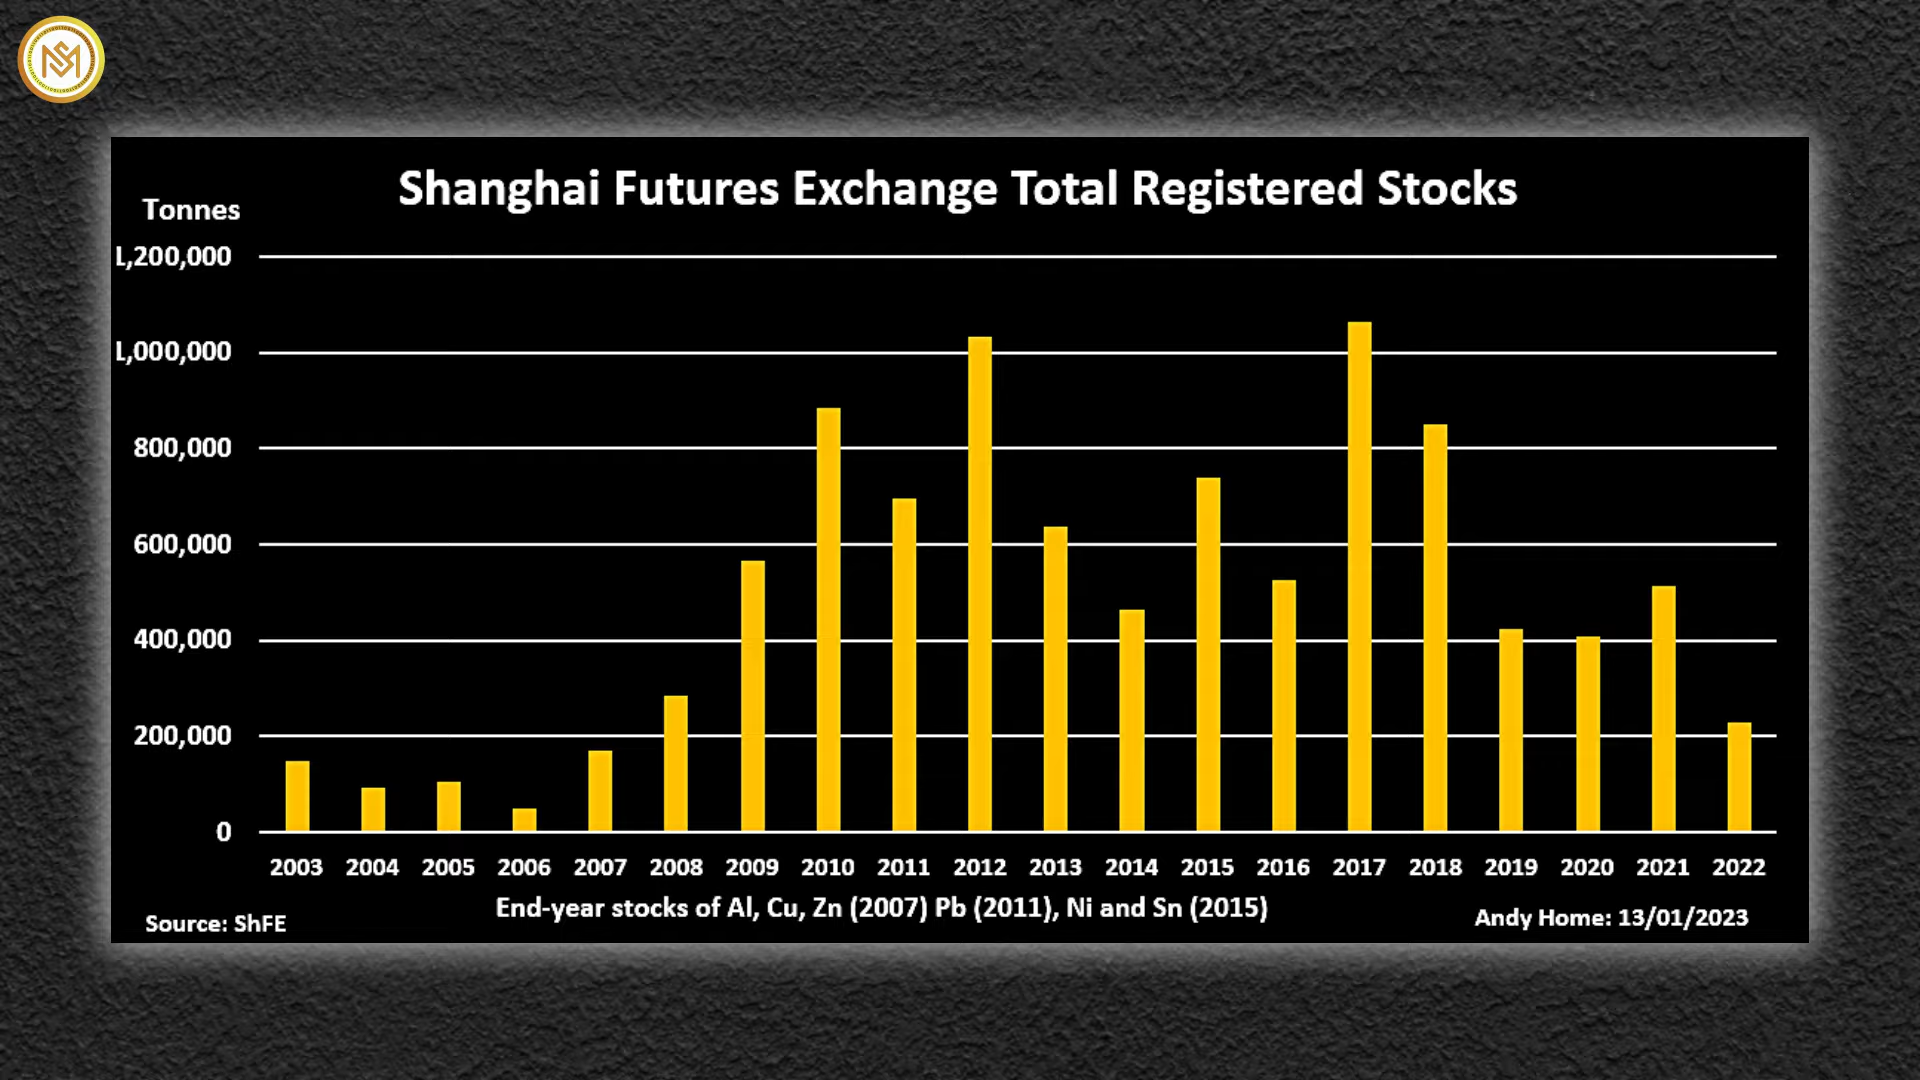 Shanghai Futures Exchange Total Registered Stocks
Tonnes
1,200,000
1,000,000
800,000
600,000
400,000
200,000
0
2003 2004 2005 2006 2007 2008 2009 2010 2011 2012 2013 2014 2015 2016 2017 2018 2019 2020 2021 2022
End-year stocks of Al, Cu, Zn (2007) Pb (2011), Ni and Sn (2015)
Source: ShFE
Andy Home: 13/01/2023